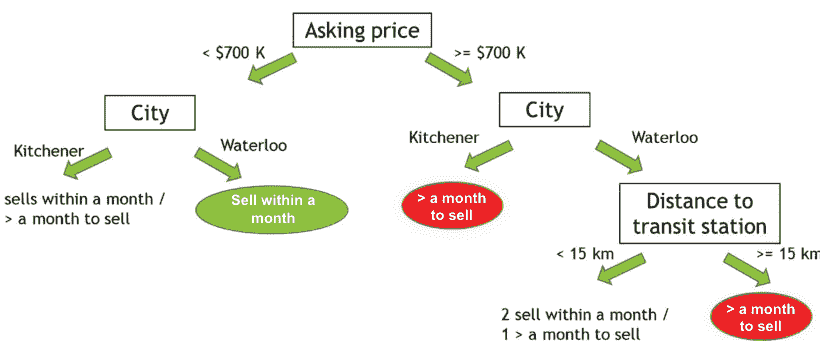 Asking price
< $700 K
>= $700 K
City
City
Kitchener
Waterloo
Kitchener
Waterloo
sells within a month /
> a month to sell
Sell within a
month
> a month
to sell
Distance to
transit station
< 15 km
>= 15 km
2 sell within a month /
1 > a month to sell
> a month
to sell